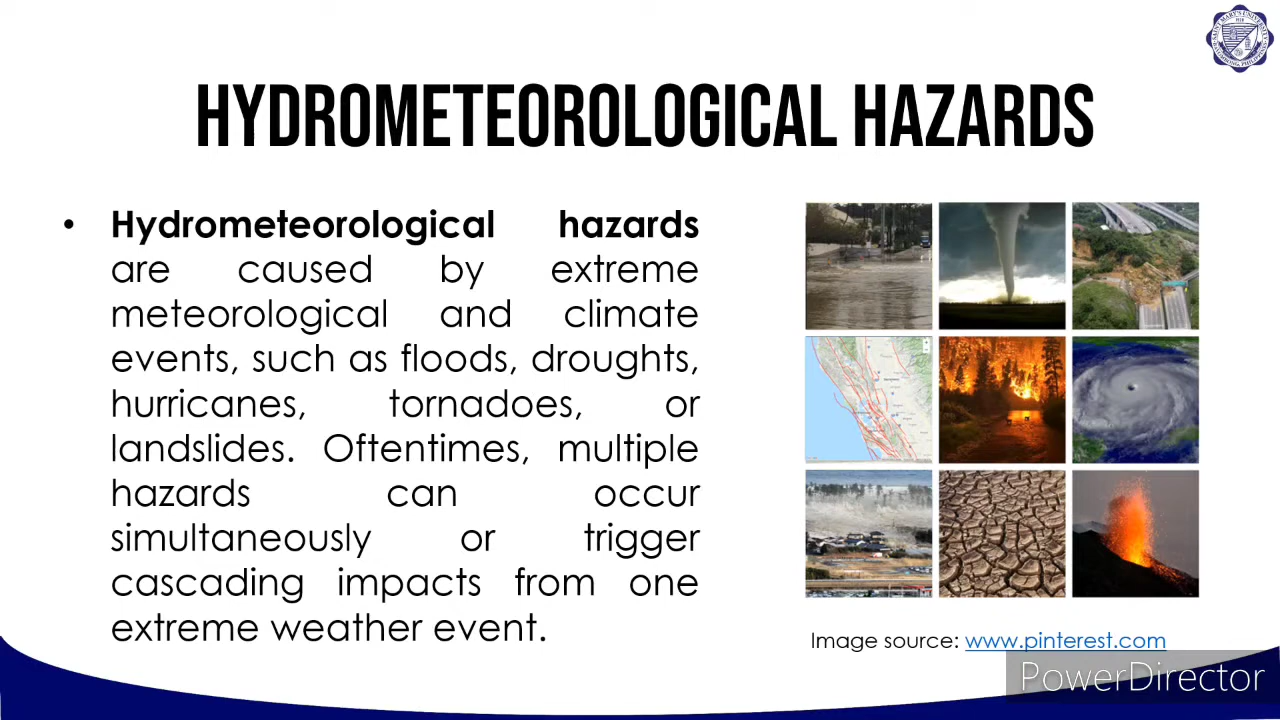 HYDROMETEOROLOGICAL HAZARDS
• Hydrometeorological hazards
are caused by extreme
meteorological and climate
events, such as floods, droughts,
hurricanes, tornadoes, or
landslides. Oftentimes, multiple
hazards can occur
simultaneously or trigger
cascading impacts from one
extreme weather event.
Image source: www.pinterest.com
PowerDirector